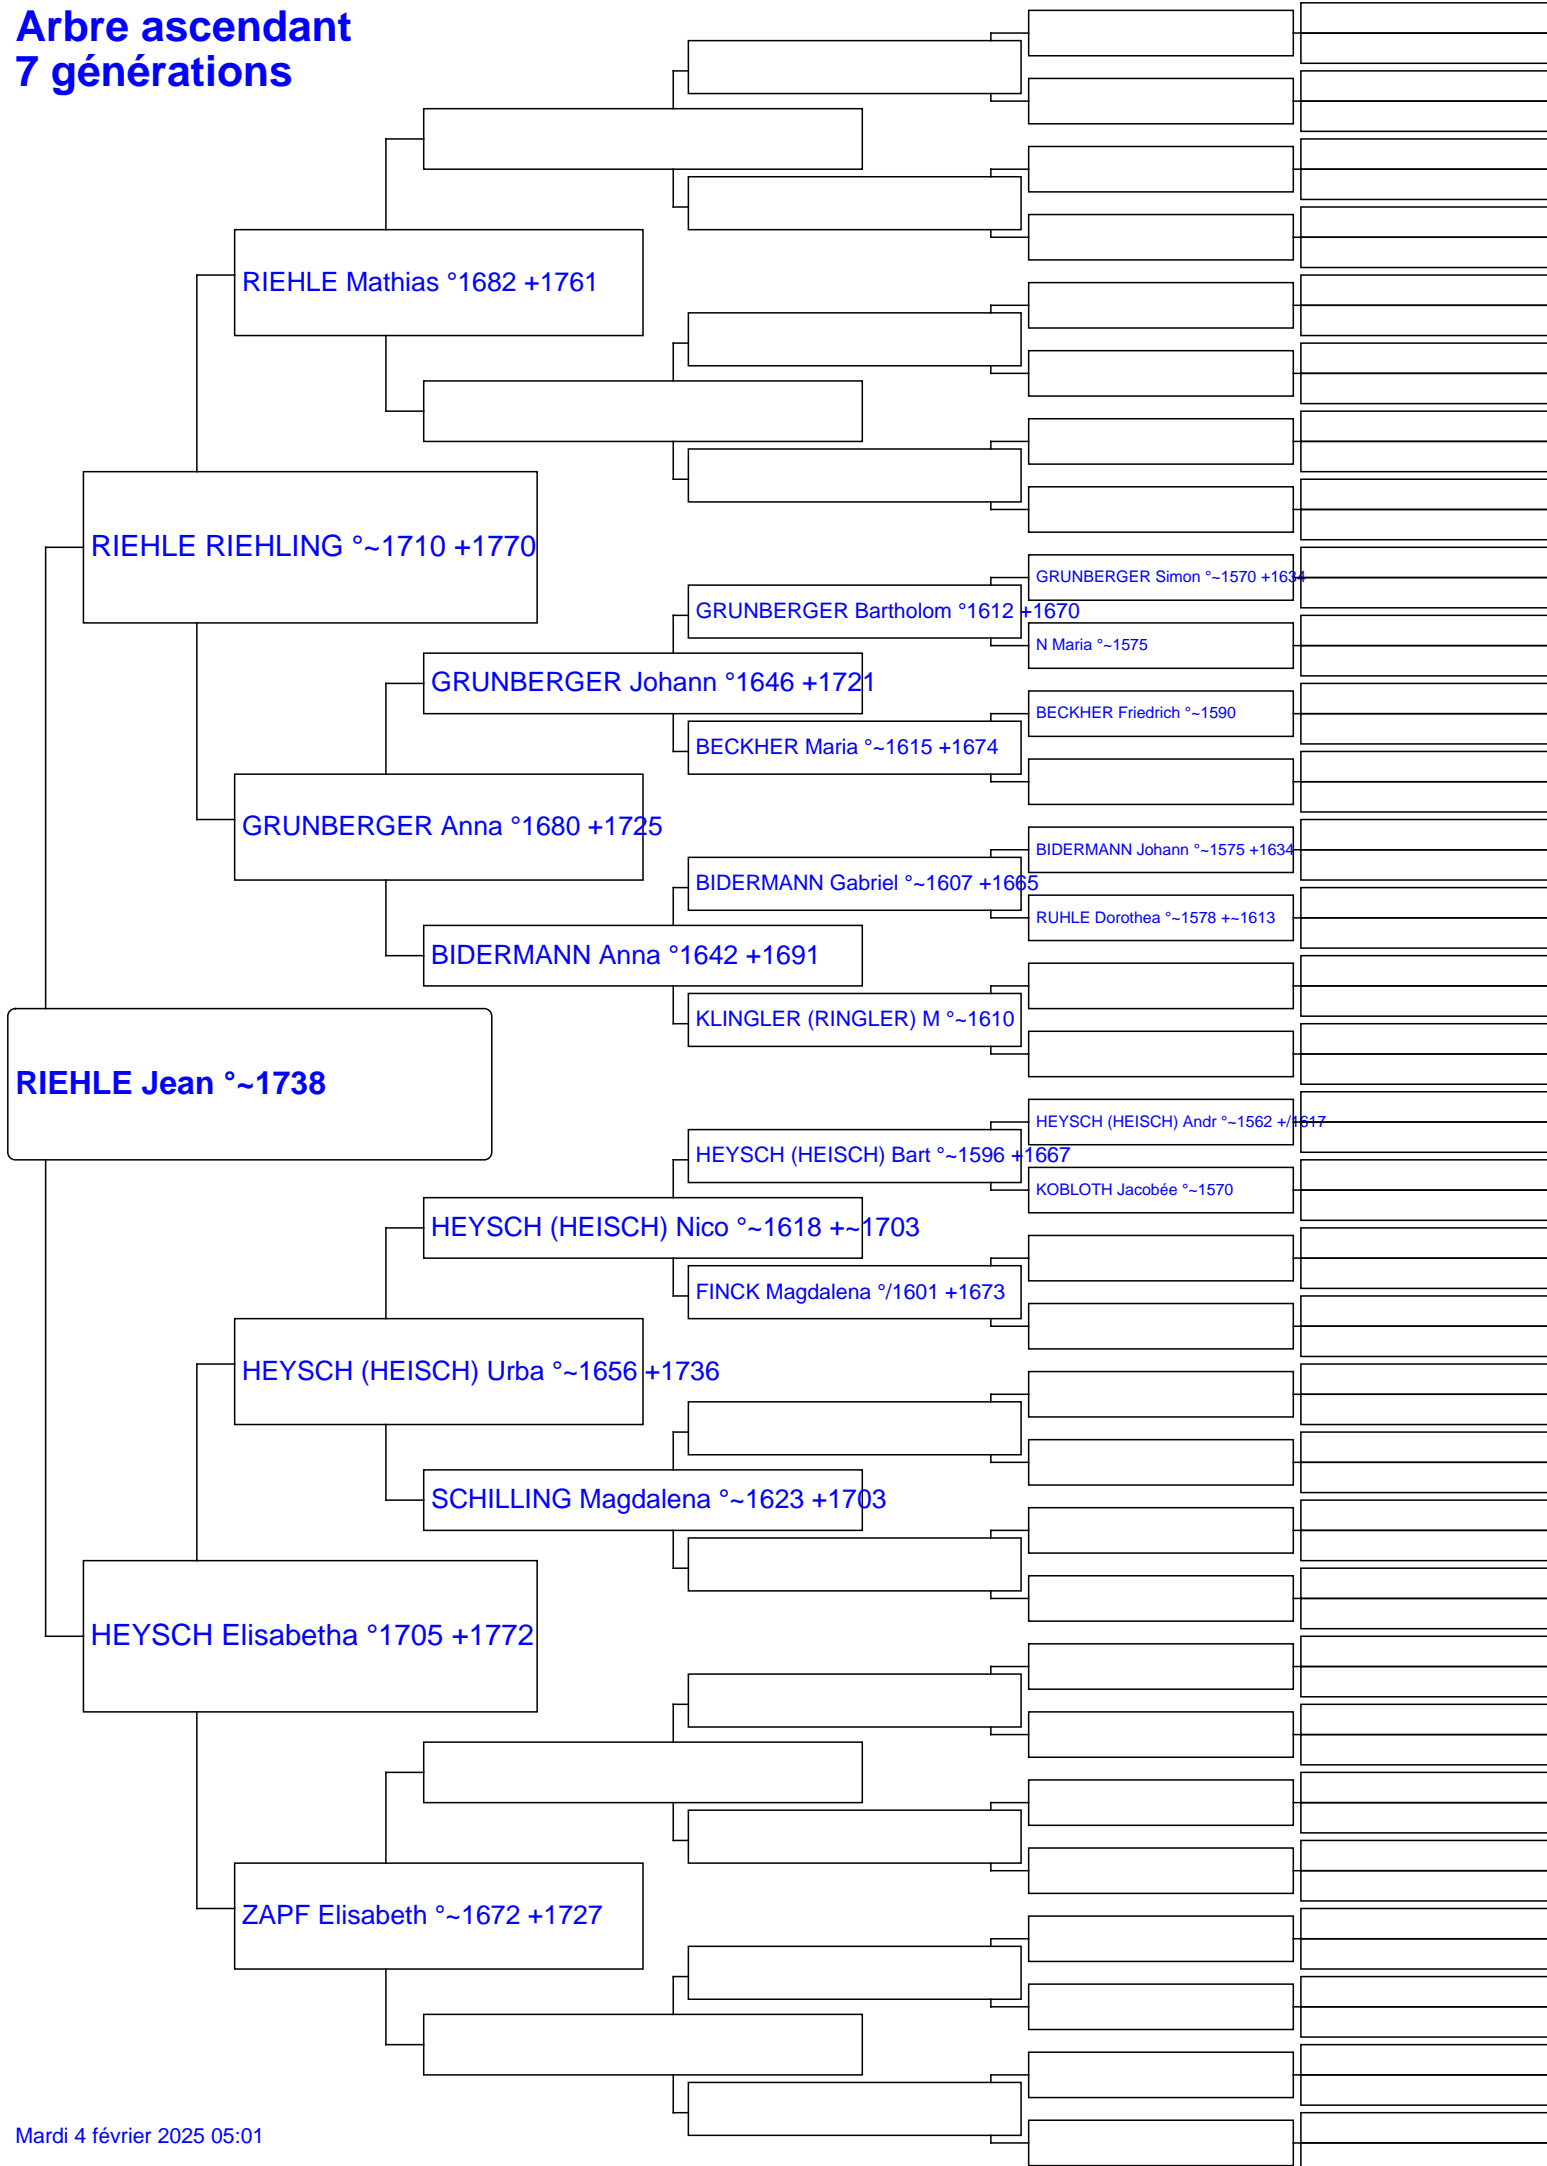 Arbre ascendant
7 générations
RIEHLE Mathias °1682 +1761
RIEHLE RIEHLING °~1710 +1770
GRUNBERGER Simon °~1570 +1634
GRUNBERGER Bartholom °1612 +1670
N Maria °~1575
GRUNBERGER Johann °1646 +1721
BECKHER Friedrich °~1590
BECKHER Maria °~1615 +1674
GRUNBERGER Anna °1680 +1725
BIDERMANN Johann °~1575 +1634
BIDERMANN Gabriel °~1607 +1665
RUHLE Dorothea °~1578 +~1613
BIDERMANN Anna °1642 +1691
KLINGLER (RINGLER) M °~1610
RIEHLE Jean °~1738
HEYSCH (HEISCH) Andr °~1562 +/1617
HEYSCH (HEISCH) Bart °~1596 +1667
KOBLOTH Jacobée °~1570
HEYSCH (HEISCH) Nico °~1618 +~1703
FINCK Magdalena °/1601 +1673
HEYSCH (HEISCH) Urba °~1656 +1736
SCHILLING Magdalena °~1623 +1703
HEYSCH Elisabetha °1705 +1772
ZAPF Elisabeth °~1672 +1727
Mardi 4 février 2025 05:01